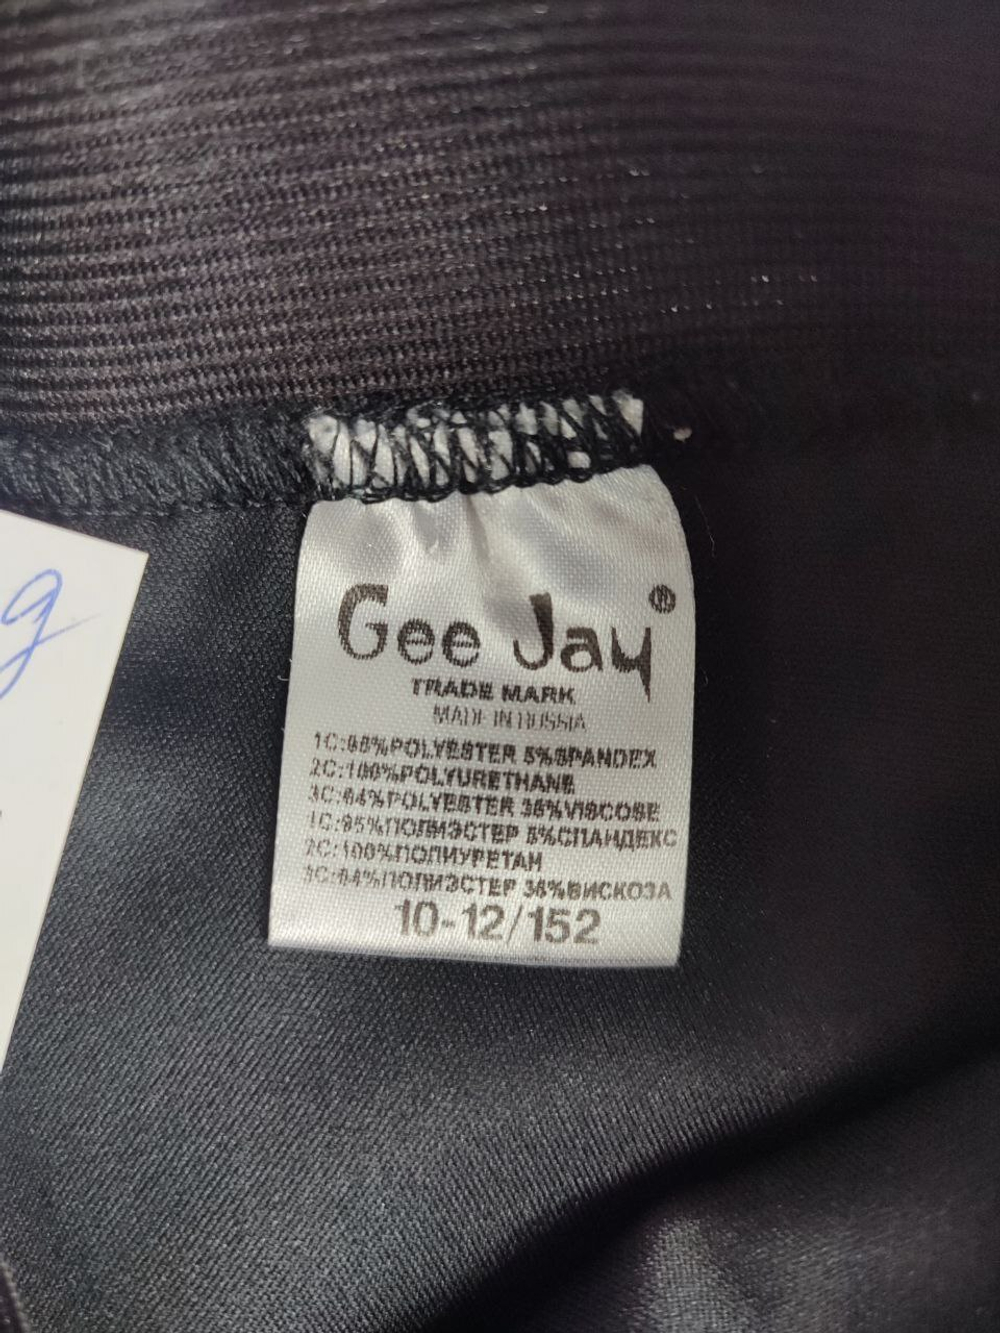 g
Gee Jay®
TRADE MARK
MADE IN RUSSIA
1C:95%POLYESTER 5%SPANDEX
2C:100%POLYURETHANE
3C:64%POLYESTER 36%VISCOSE
1C:95%ПОЛИЭСТЕР 5%СПАНДЕКС
2C:100%ПОЛИУРЕТАН
3C:64%ПОЛИЭСТЕР 36%ВИСКОЗА
10-12/152